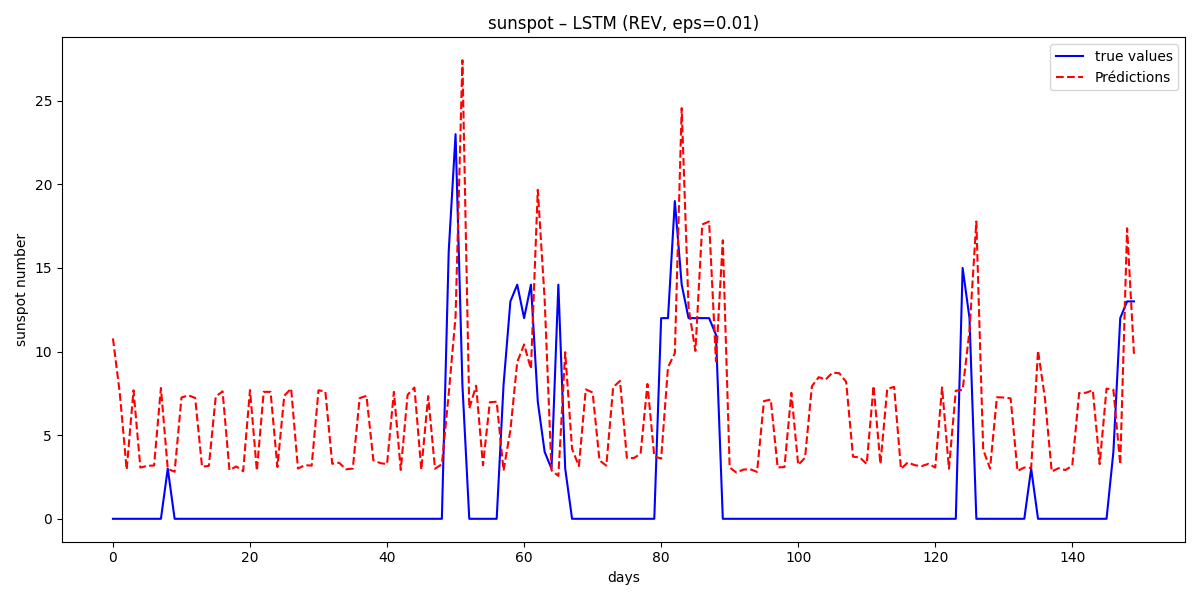 sunspot – LSTM (REV, eps=0.01)
true values
Prédictions
sunspot number
25
20
15
10
5
0
0 20 40 60 80 100 120 140
days